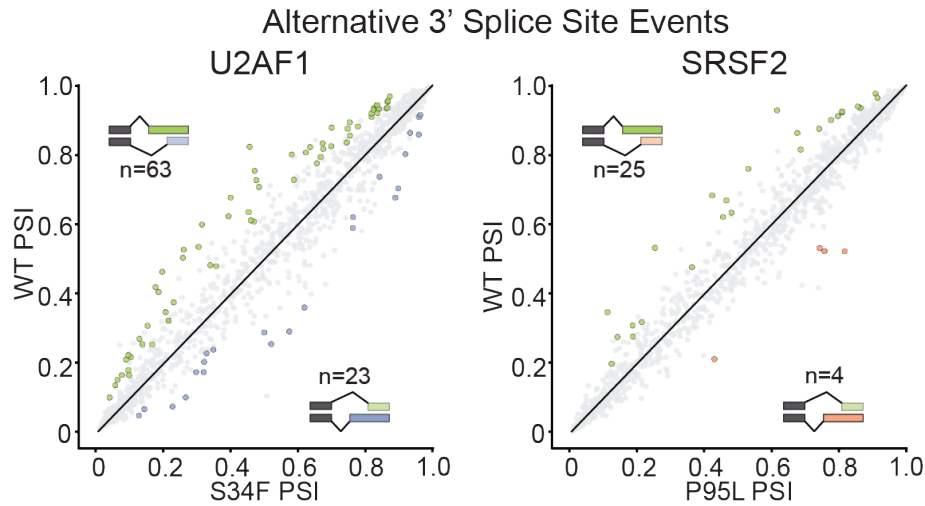 Alternative 3’ Splice Site Events
U2AF1
1.0
0.8
0.6
0.4
0.2
0
WT PSI
n=63
n=23
0
0.2
0.4
0.6
0.8
1.0
S34F PSI
SRSF2
1.0
0.8
0.6
0.4
0.2
0
WT PSI
n=25
n=4
0
0.2
0.4
0.6
0.8
1.0
P95L PSI